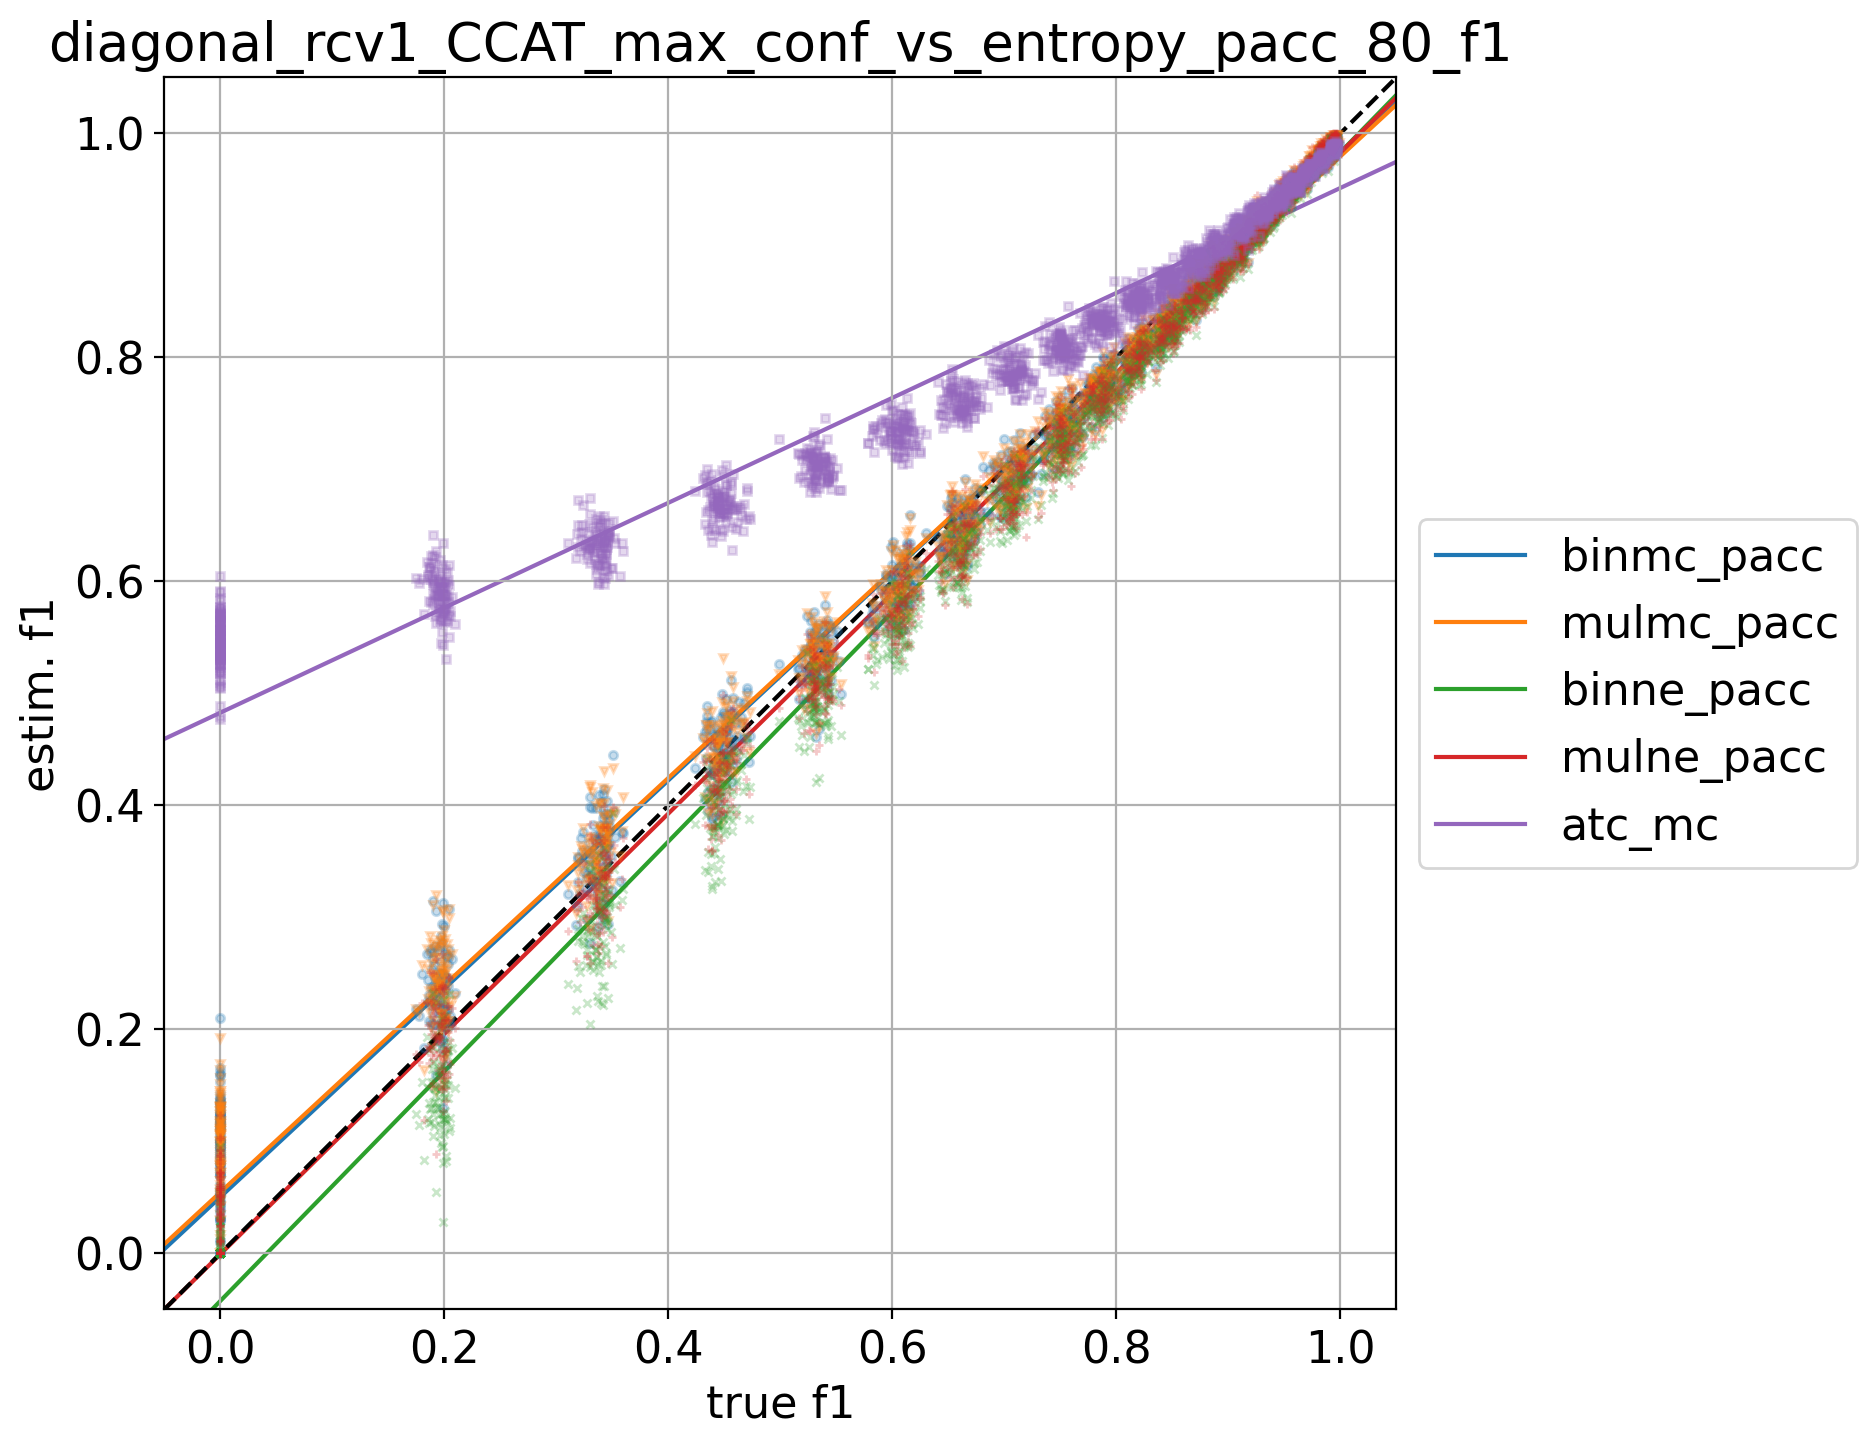 diagonal_rcv1_CCAT_max_conf_vs_entropy_pacc_80_f1
1.0
0.8
0.6
0.4
0.2
0.0
estim. f1
0.0 0.2 0.4 0.6 0.8 1.0
true f1
binmc_pacc
mulmc_pacc
binne_pacc
mulne_pacc
atc_mc